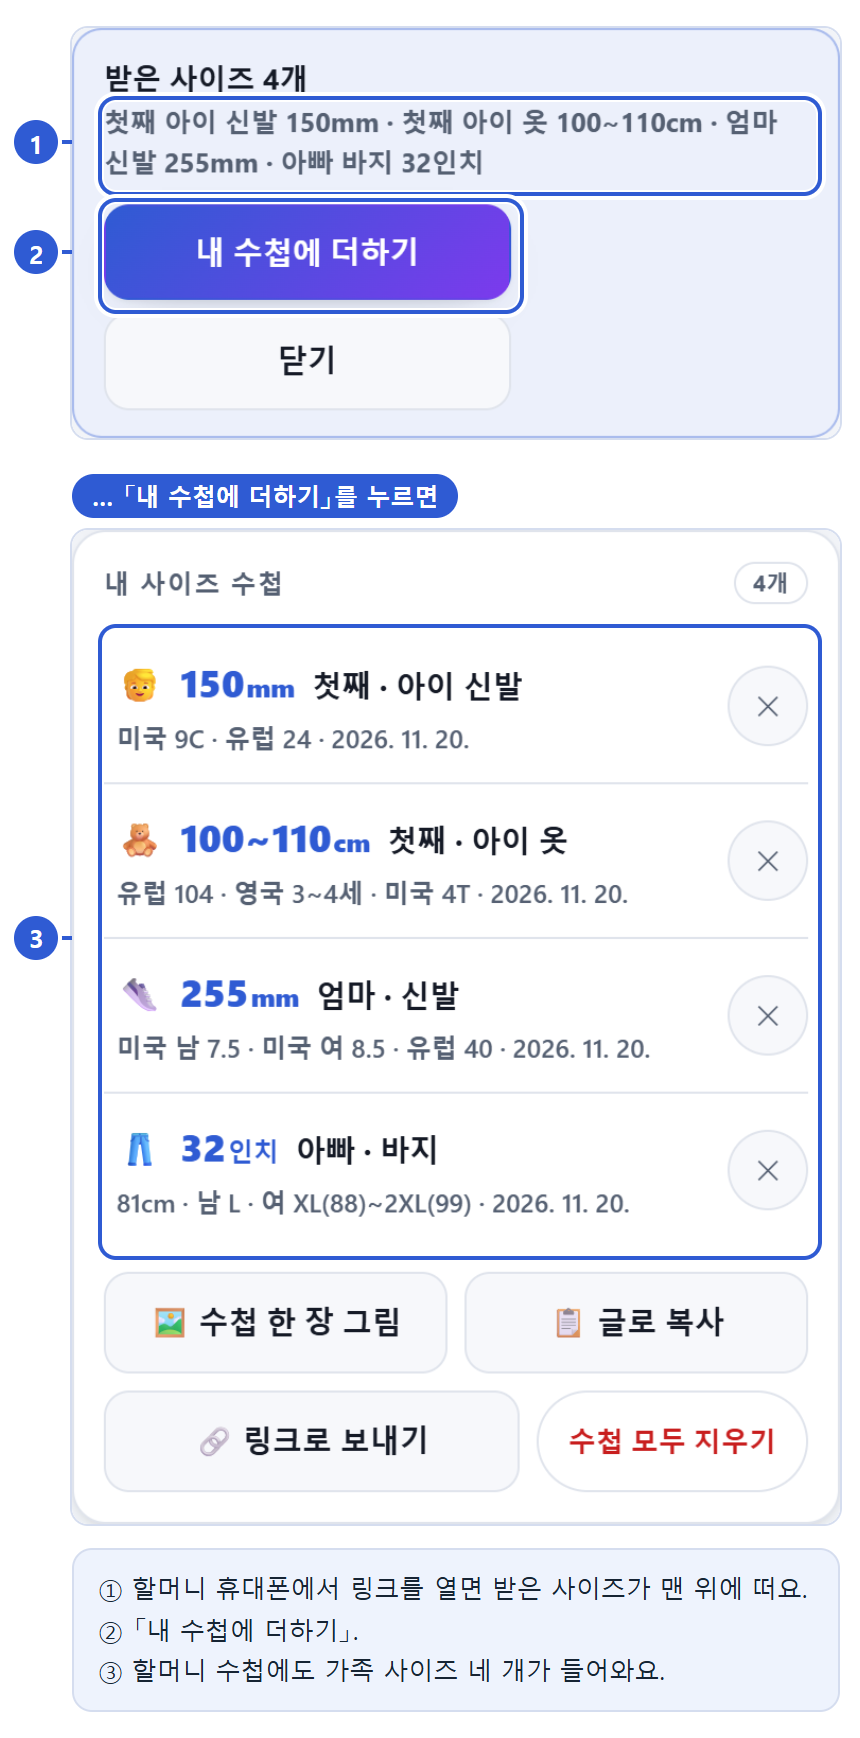 받은 사이즈 4개
1
첫째 아이 신발 150mm · 첫째 아이 옷 100~110cm · 엄마
신발 255mm · 아빠 바지 32인치
2
내 수첩에 더하기
닫기
... 「내 수첩에 더하기」를 누르면
내 사이즈 수첩 4개
150mm 첫째 · 아이 신발
미국 9C · 유럽 24 · 2026. 11. 20.
100~110cm 첫째 · 아이 옷
유럽 104 · 영국 3~4세 · 미국 4T · 2026. 11. 20.
3
255mm 엄마 · 신발
미국 남 7.5 · 미국 여 8.5 · 유럽 40 · 2026. 11. 20.
32인치 아빠 · 바지
81cm · 남 L · 여 XL(88)~2XL(99) · 2026. 11. 20.
수첩 한 장 그림 글로 복사
링크로 보내기 수첩 모두 지우기
① 할머니 휴대폰에서 링크를 열면 받은 사이즈가 맨 위에 떠요.
② 「내 수첩에 더하기」.
③ 할머니 수첩에도 가족 사이즈 네 개가 들어와요.